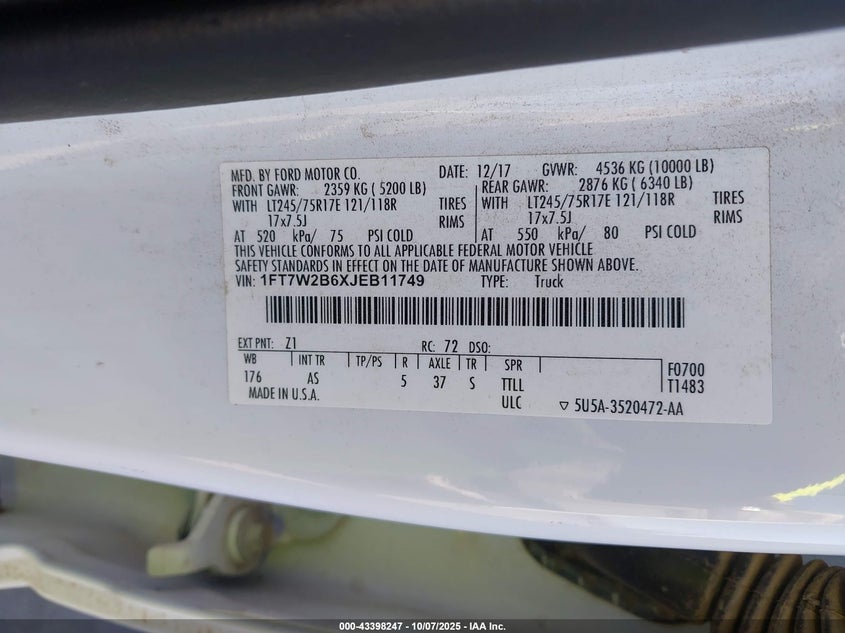 MFD. BY FORD MOTOR CO. DATE: 12/17 GVWR: 4536 KG (10000 LB)
FRONT GAWR: 2359 KG ( 5200 LB) REAR GAWR: 2876 KG ( 6340 LB)
WITH LT245/75R17E 121/118R TIRES WITH LT245/75R17E 121/118R TIRES
17x7.5J RIMS 17x7.5J RIMS
AT 520 kPa/ 75 PSI COLD AT 550 kPa/ 80 PSI COLD
THIS VEHICLE CONFORMS TO ALL APPLICABLE FEDERAL MOTOR VEHICLE
SAFETY STANDARDS IN EFFECT ON THE DATE OF MANUFACTURE SHOWN ABOVE.
VIN: 1FT7W2B6XJEB11749 TYPE: Truck
EXT PNT: Z1 RC: 72 DSO:
WB INT TR TP/PS R AXLE TR SPR F0700
176 AS 5 37 S TTLL T1483
MADE IN U.S.A. ULC ▽ 5U5A-3520472-AA
000-43398247 - 10/07/2025 - IAA Inc.